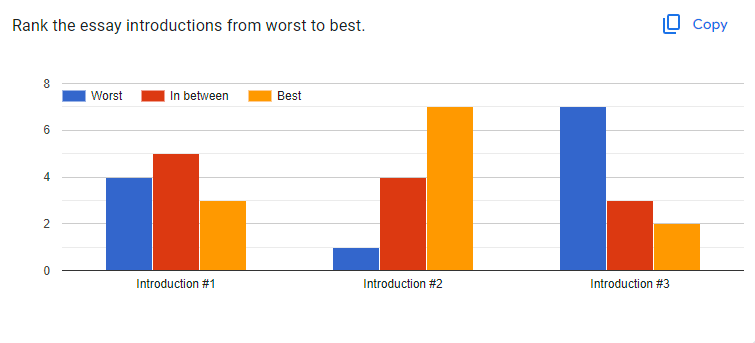 Rank the essay introductions from worst to best.
Copy
8
Worst In between Best
6
4
2
0
Introduction #1 Introduction #2 Introduction #3